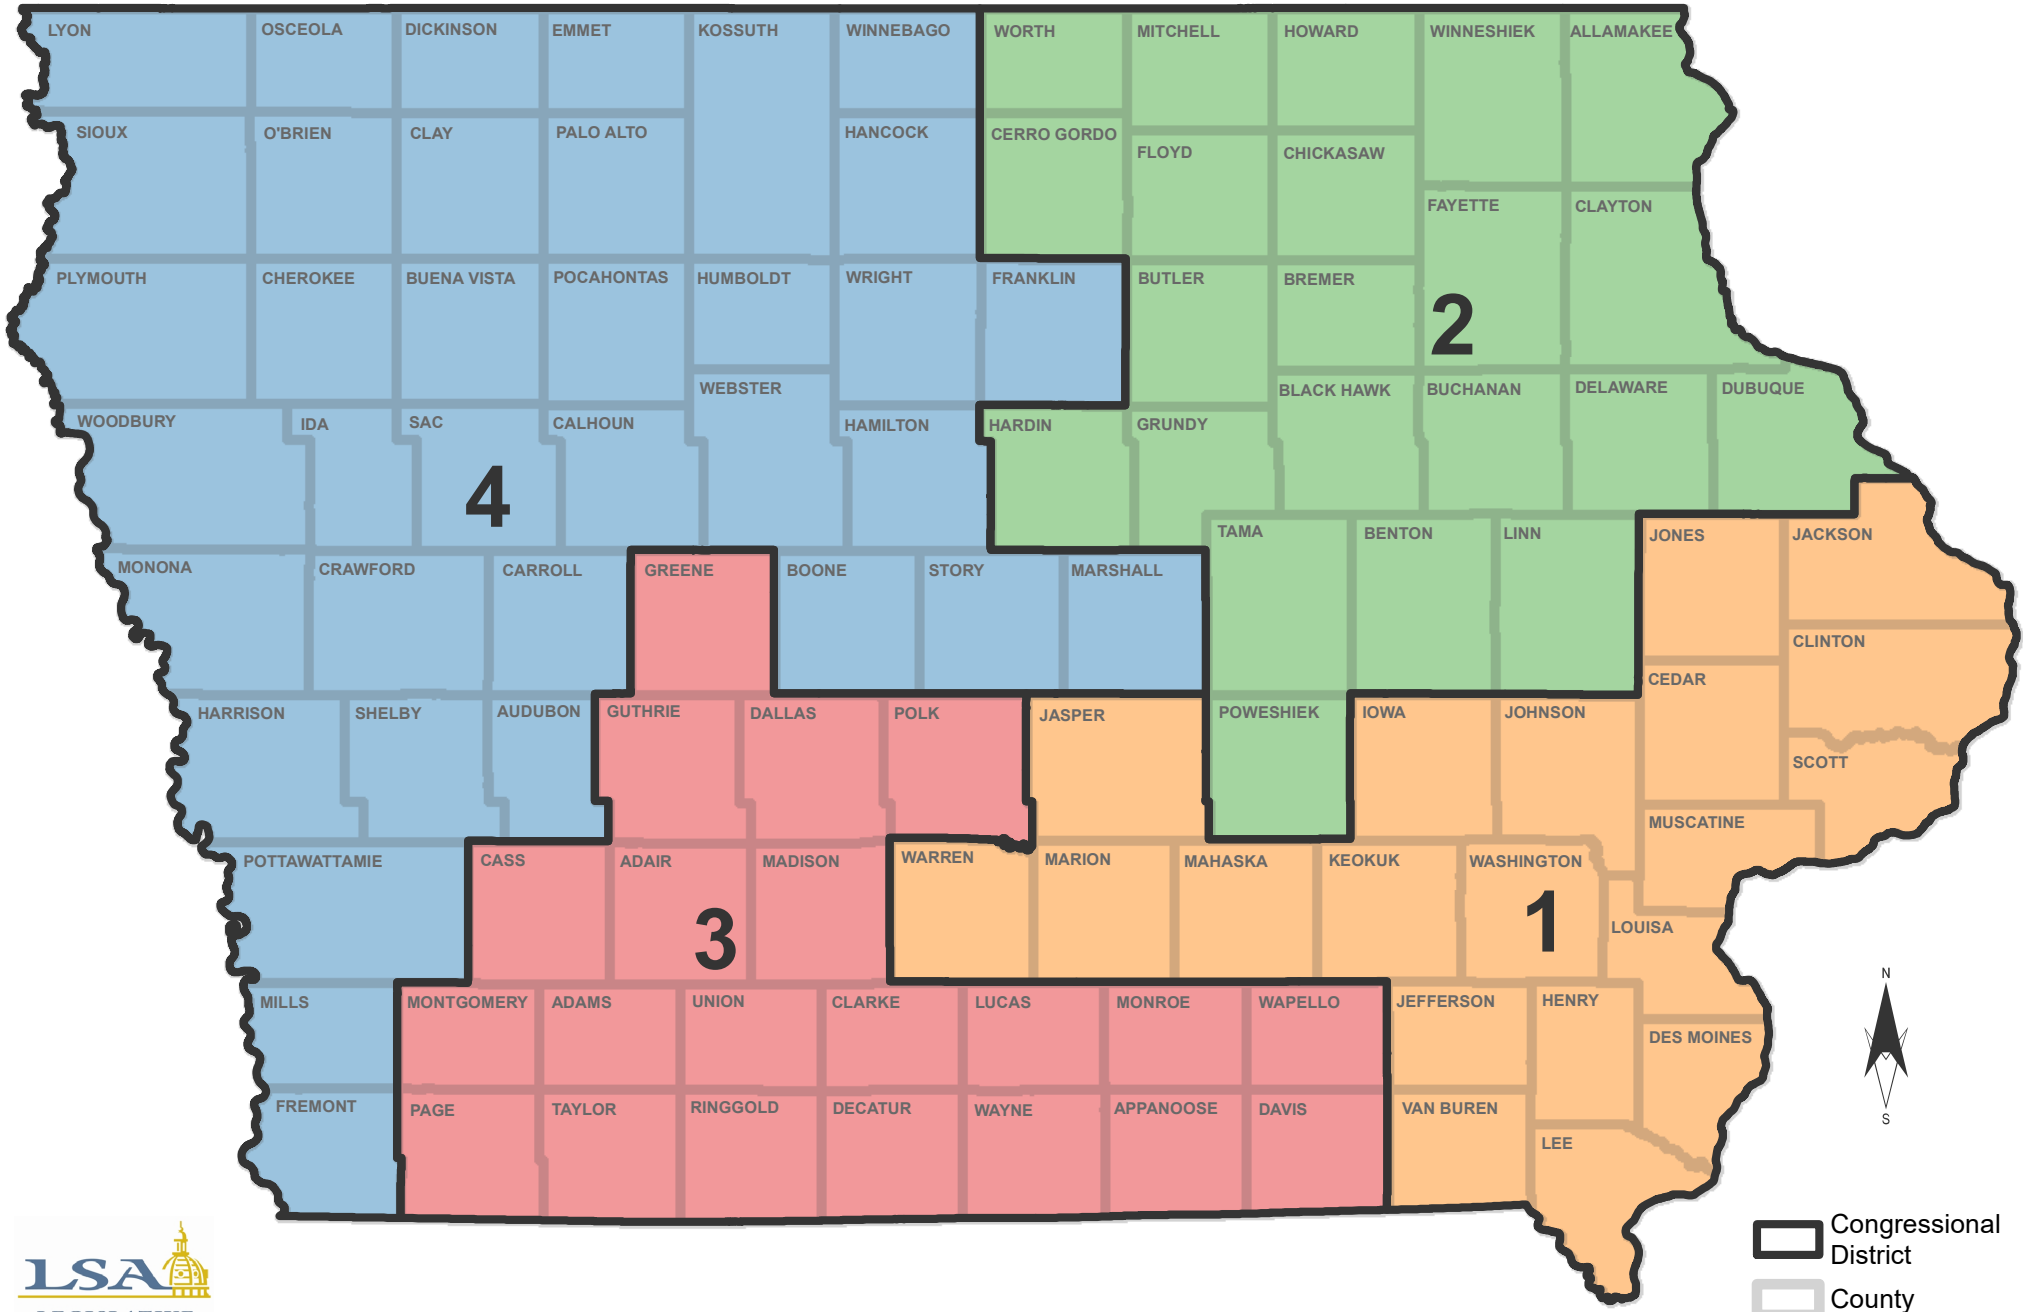 LYON OSCEOLA DICKINSON EMMET KOSSUTH WINNEBAGO WORTH MITCHELL HOWARD WINNESHIEK ALLAMAKEE
SIOUX O'BRIEN CLAY PALO ALTO HANCOCK CERRO GORDO
FLOYD CHICKASAW
FAYETTE CLAYTON
PLYMOUTH CHEROKEE BUENA VISTA POCAHONTAS HUMBOLDT WRIGHT FRANKLIN BUTLER BREMER
2
WEBSTER BLACK HAWK BUCHANAN DELAWARE DUBUQUE
WOODBURY IDA SAC CALHOUN HAMILTON HARDIN GRUNDY
4
TAMA BENTON LINN JONES JACKSON
MONONA CRAWFORD CARROLL GREENE BOONE STORY MARSHALL
CLINTON
CEDAR
HARRISON SHELBY AUDUBON GUTHRIE DALLAS POLK JASPER POWESHIEK IOWA JOHNSON
SCOTT
MUSCATINE
POTTAWATTAMIE CASS ADAIR MADISON WARREN MARION MAHASKA KEOKUK WASHINGTON
3 1
LOUISA
N
MILLS MONTGOMERY ADAMS UNION CLARKE LUCAS MONROE WAPELLO JEFFERSON HENRY
DES MOINES
FREMONT PAGE TAYLOR RINGGOLD DECATUR WAYNE APPANOOSE DAVIS VAN BUREN
S
LEE
Congressional
District
LSA
County